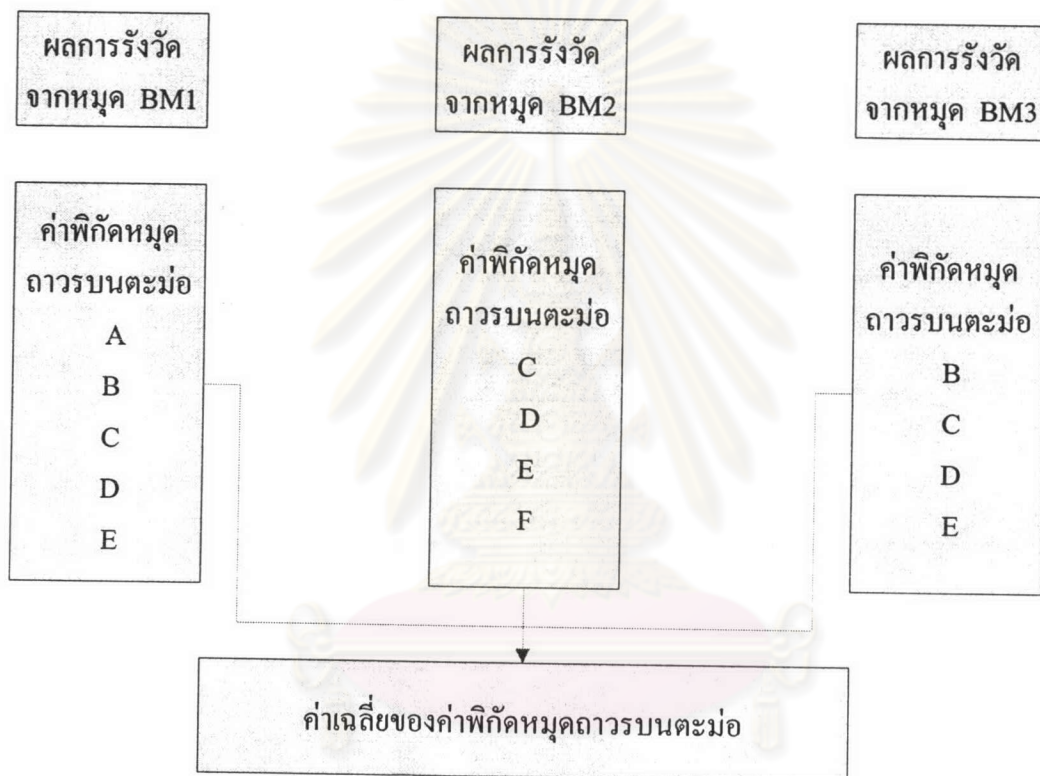 ผลการรังวัด
จากหมุด BM1
ผลการรังวัด
จากหมุด BM2
ผลการรังวัด
จากหมุด BM3
ค่าพิกัดหมุด
ถาวรบนตะม่อ
A
B
C
D
E
ค่าพิกัดหมุด
ถาวรบนตะม่อ
C
D
E
F
ค่าพิกัดหมุด
ถาวรบนตะม่อ
B
C
D
E
ค่าเฉลี่ยของค่าพิกัดหมุดถาวรบนตะม่อ